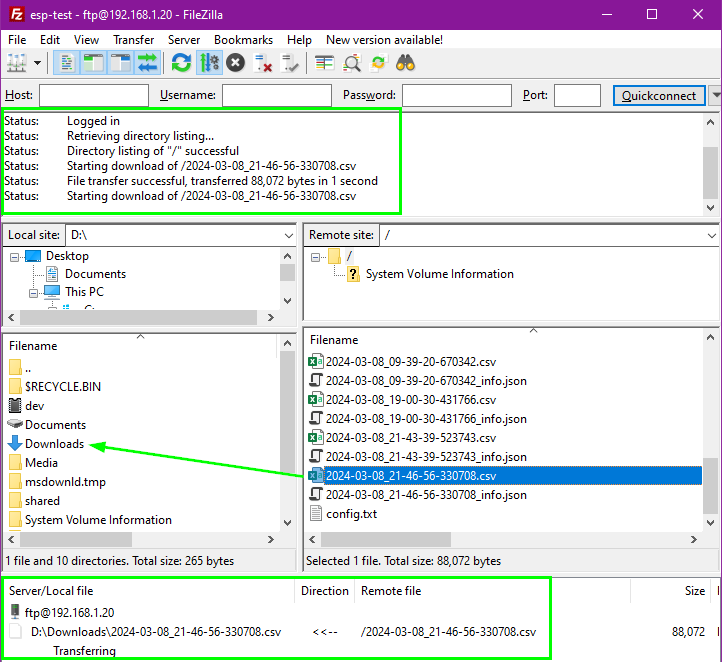 esp-test - ftp@192.168.1.20 - FileZilla
File Edit View Transfer Server Bookmarks Help New version available!
Host: Username: Password: Port: Quickconnect
Status: Logged in
Status: Retrieving directory listing...
Status: Directory listing of "/" successful
Status: Starting download of /2024-03-08_21-46-56-330708.csv
Status: File transfer successful, transferred 88,072 bytes in 1 second
Status: Starting download of /2024-03-08_21-46-56-330708.csv
Local site: D:\
Desktop
Documents
This PC
Filename
..
$RECYCLE.BIN
dev
Documents
Downloads
Media
msdownld.tmp
shared
System Volume Information
1 file and 10 directories. Total size: 265 bytes
Remote site: /
/
? System Volume Information
Filename
2024-03-08_09-39-20-670342.csv
2024-03-08_09-39-20-670342_info.json
2024-03-08_19-00-30-431766.csv
2024-03-08_19-00-30-431766_info.json
2024-03-08_21-43-39-523743.csv
2024-03-08_21-43-39-523743_info.json
2024-03-08_21-46-56-330708.csv
2024-03-08_21-46-56-330708_info.json
config.txt
Selected 1 file. Total size: 88,072 bytes
Server/Local file Direction Remote file Size
ftp@192.168.1.20
D:\Downloads\2024-03-08_21-46-56-330708.csv <<-- /2024-03-08_21-46-56-330708.csv 88,072
Transferring